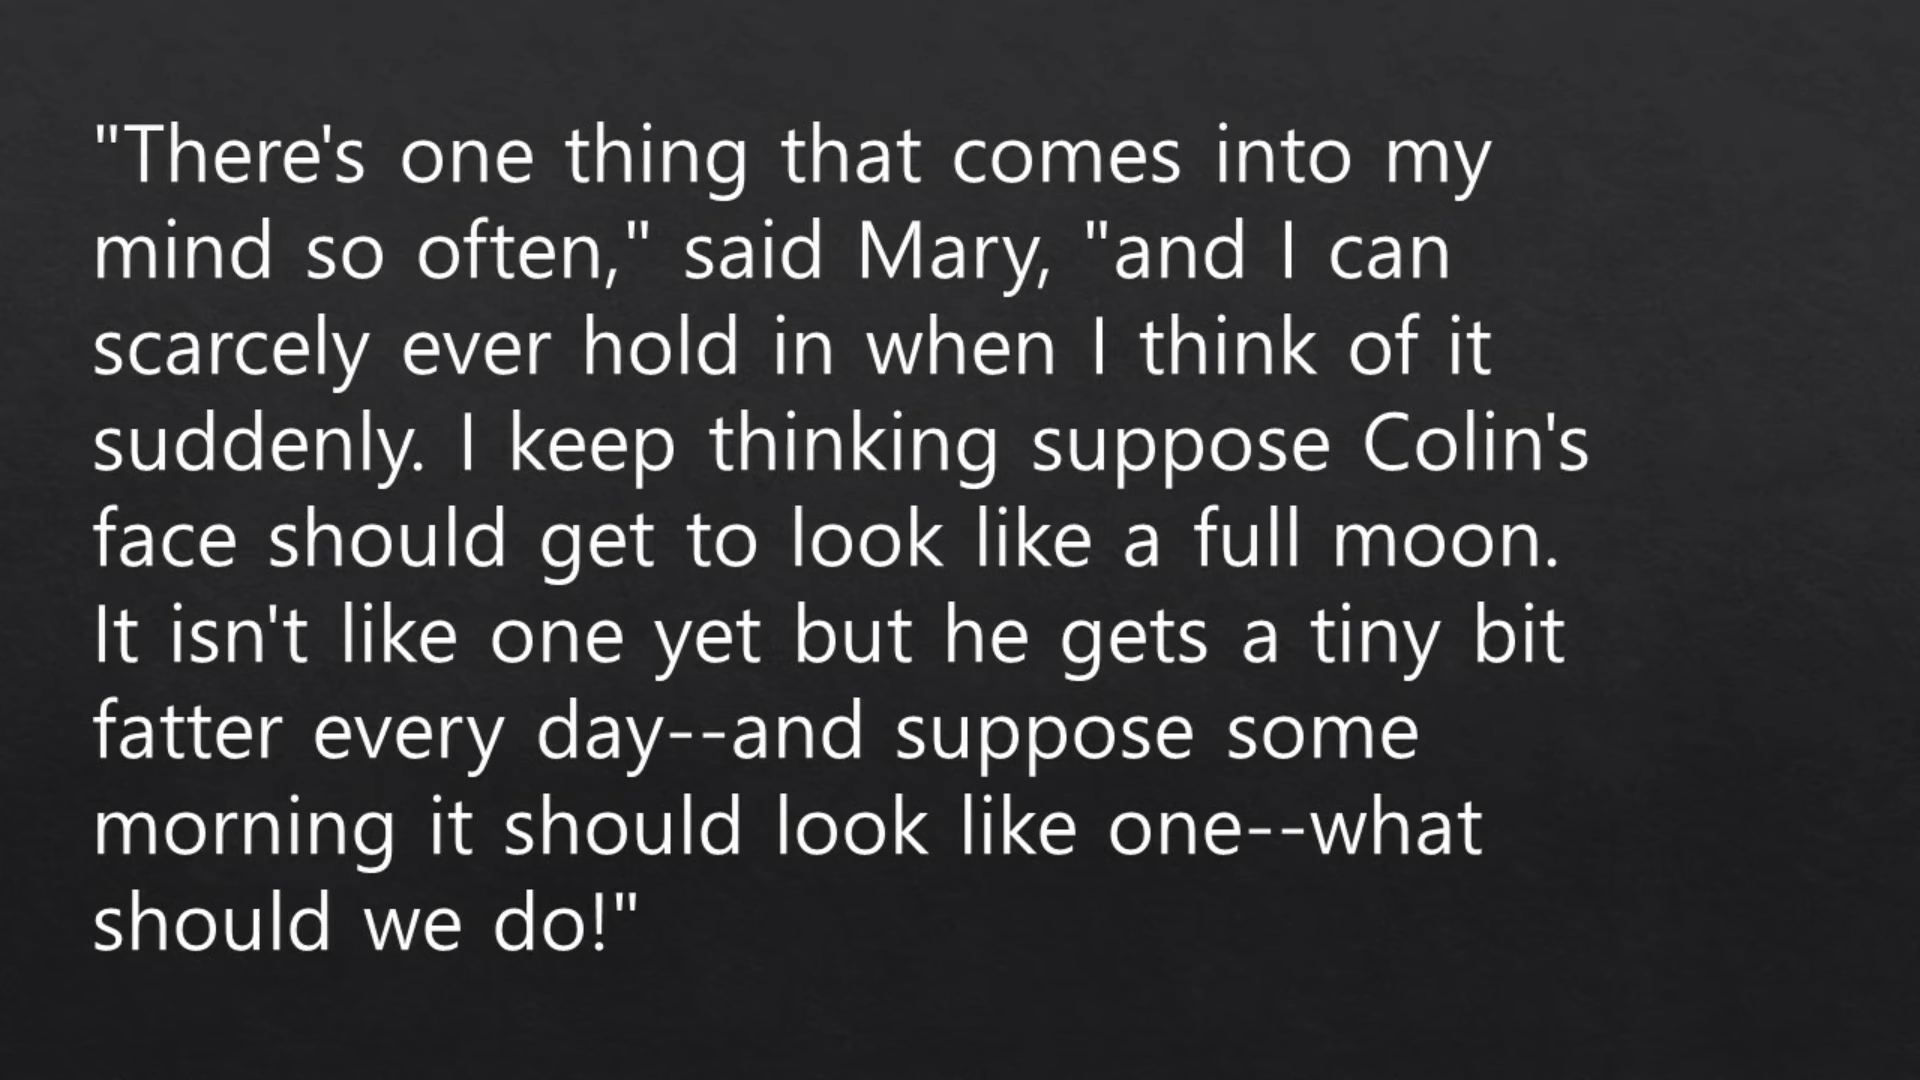 "There's one thing that comes into my
mind so often," said Mary, "and I can
scarcely ever hold in when I think of it
suddenly. I keep thinking suppose Colin's
face should get to look like a full moon.
It isn't like one yet but he gets a tiny bit
fatter every day--and suppose some
morning it should look like one--what
should we do!"